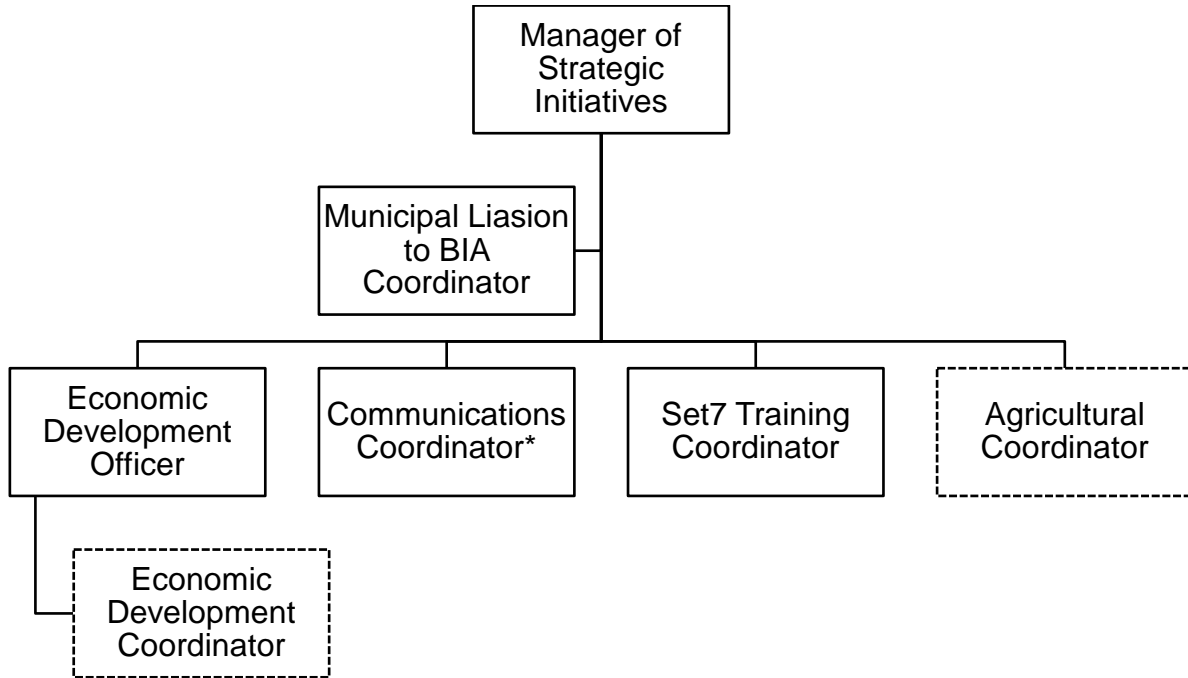 Manager of
Strategic
Initiatives
Municipal Liasion
to BIA
Coordinator
Economic
Development
Officer
Communications
Coordinator*
Set7 Training
Coordinator
Agricultural
Coordinator
Economic
Development
Coordinator